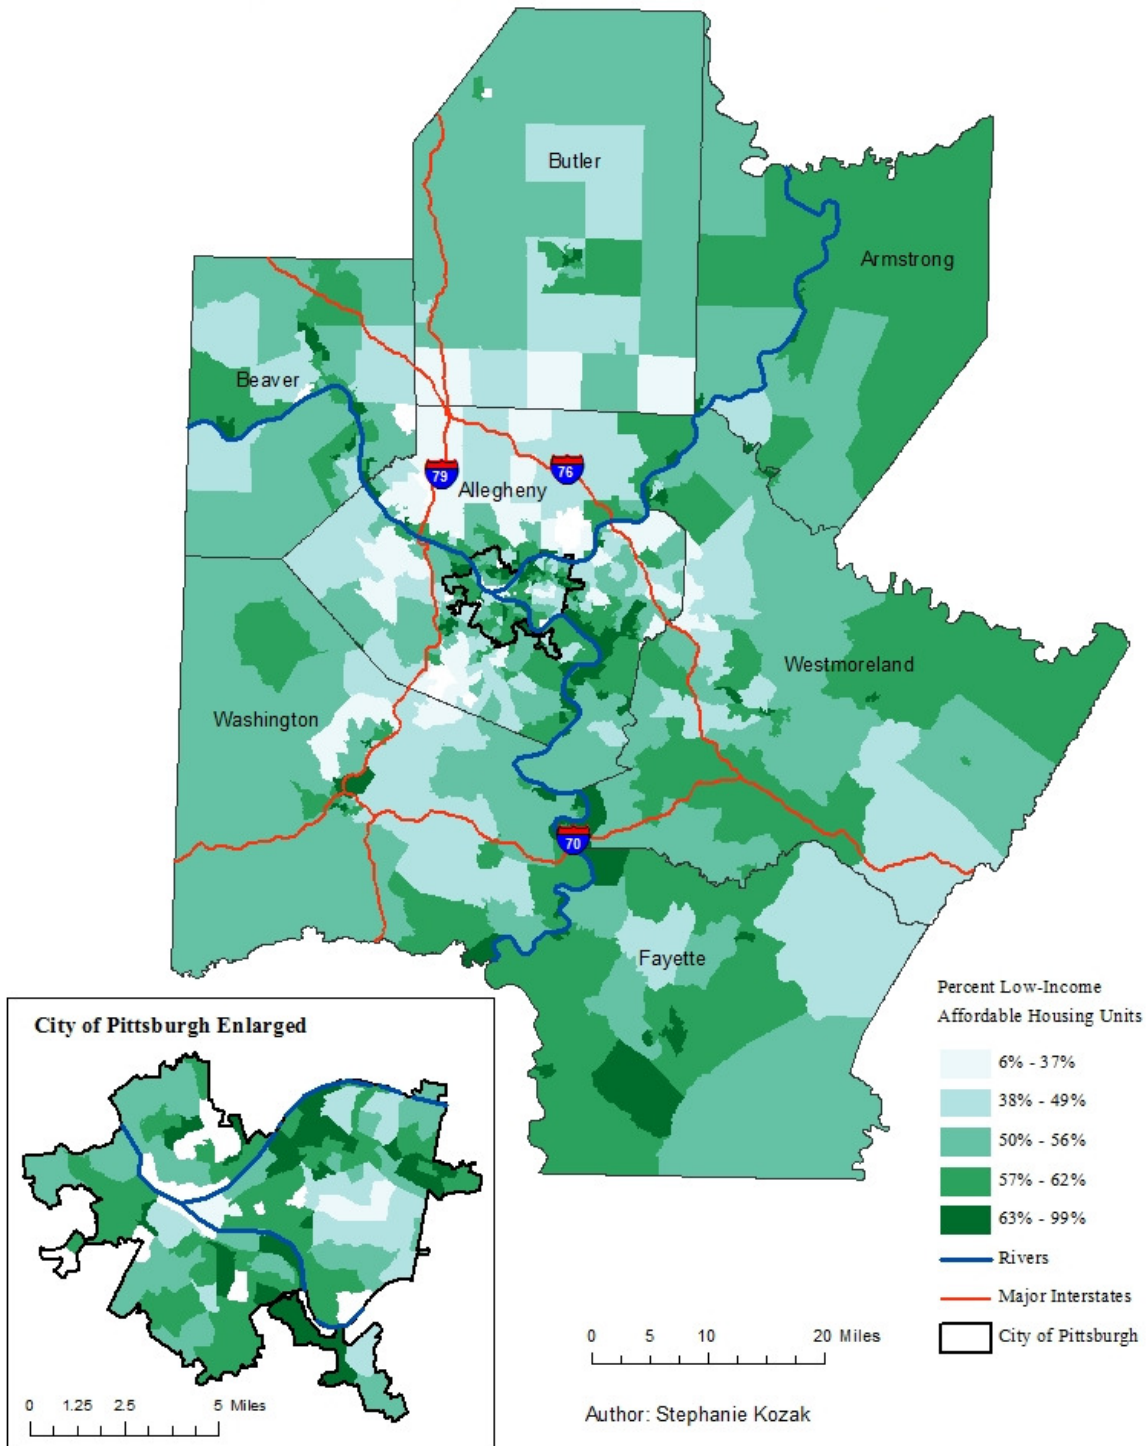 Butler
Armstrong
Beaver
79
76
Allegheny
Westmoreland
Washington
70
Fayette
Percent Low-Income
Affordable Housing Units
6% - 37%
38% - 49%
50% - 56%
57% - 62%
63% - 99%
Rivers
Major Interstates
City of Pittsburgh
City of Pittsburgh Enlarged
0 1.25 2.5 5 Miles
0 5 10 20 Miles
Author: Stephanie Kozak